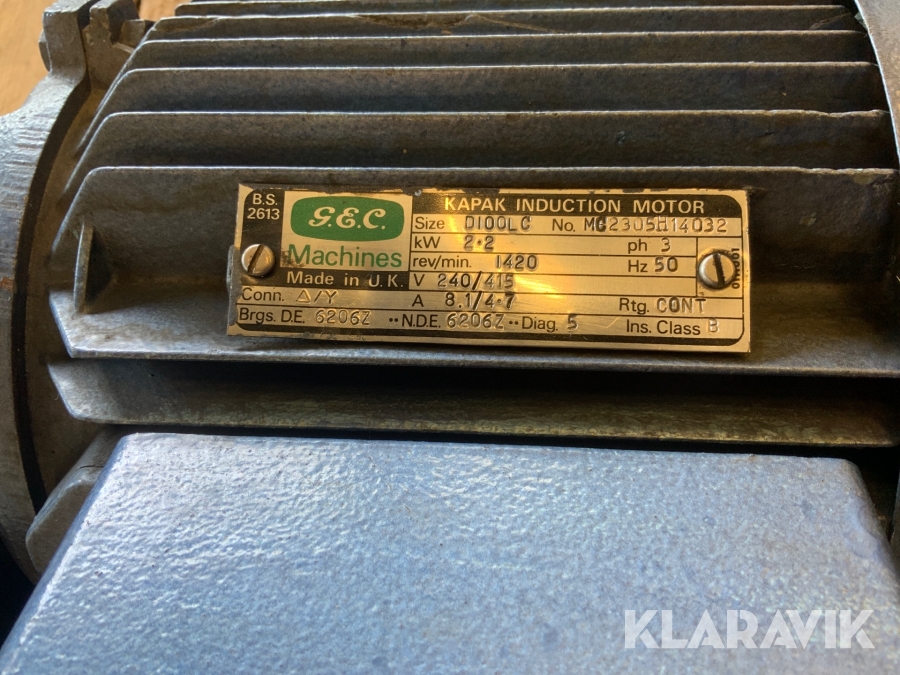 B.S. 2613
G.E.C.
Machines
Made in U.K.
KAPAK INDUCTION MOTOR
Size D100LC No. MC2305H14032
kW 2·2 ph 3
rev/min. 1420 Hz 50
V 240/415
Conn. Δ/Y A 8.1/4·7 Rtg. CONT
Brgs. D.E. 6206Z ·· N.D.E. 6206Z ·· Diag. 5 Ins. Class B
KLARAVIK